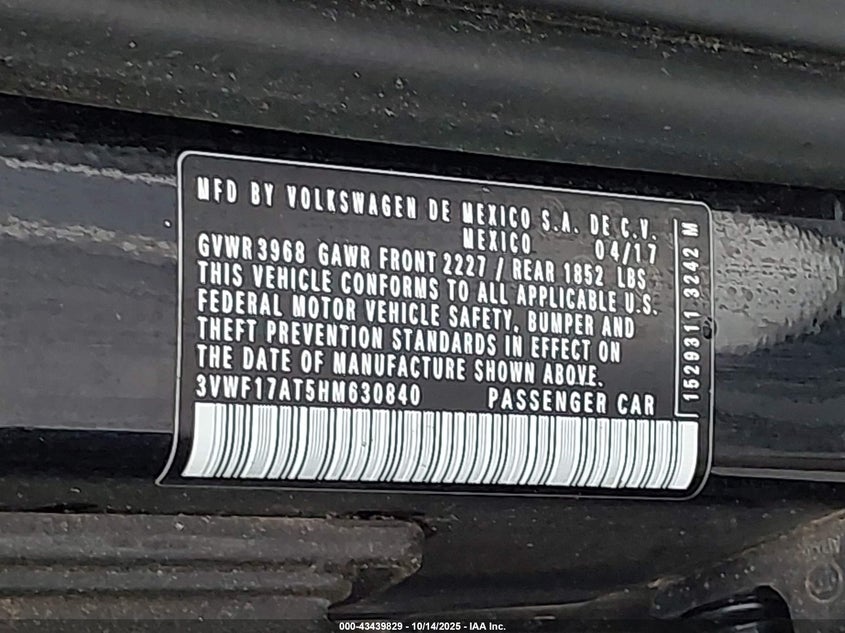 MFD BY VOLKSWAGEN DE MEXICO S.A. DE C.V.
MEXICO 04/17
GVWR 3968 GAWR FRONT 2227 / REAR 1852 LBS
THIS VEHICLE CONFORMS TO ALL APPLICABLE U.S.
FEDERAL MOTOR VEHICLE SAFETY, BUMPER AND
THEFT PREVENTION STANDARDS IN EFFECT ON
THE DATE OF MANUFACTURE SHOWN ABOVE.
3VWF17AT5HM630840 PASSENGER CAR
1529311 3242 M
000-43439829 - 10/14/2025 - IAA Inc.